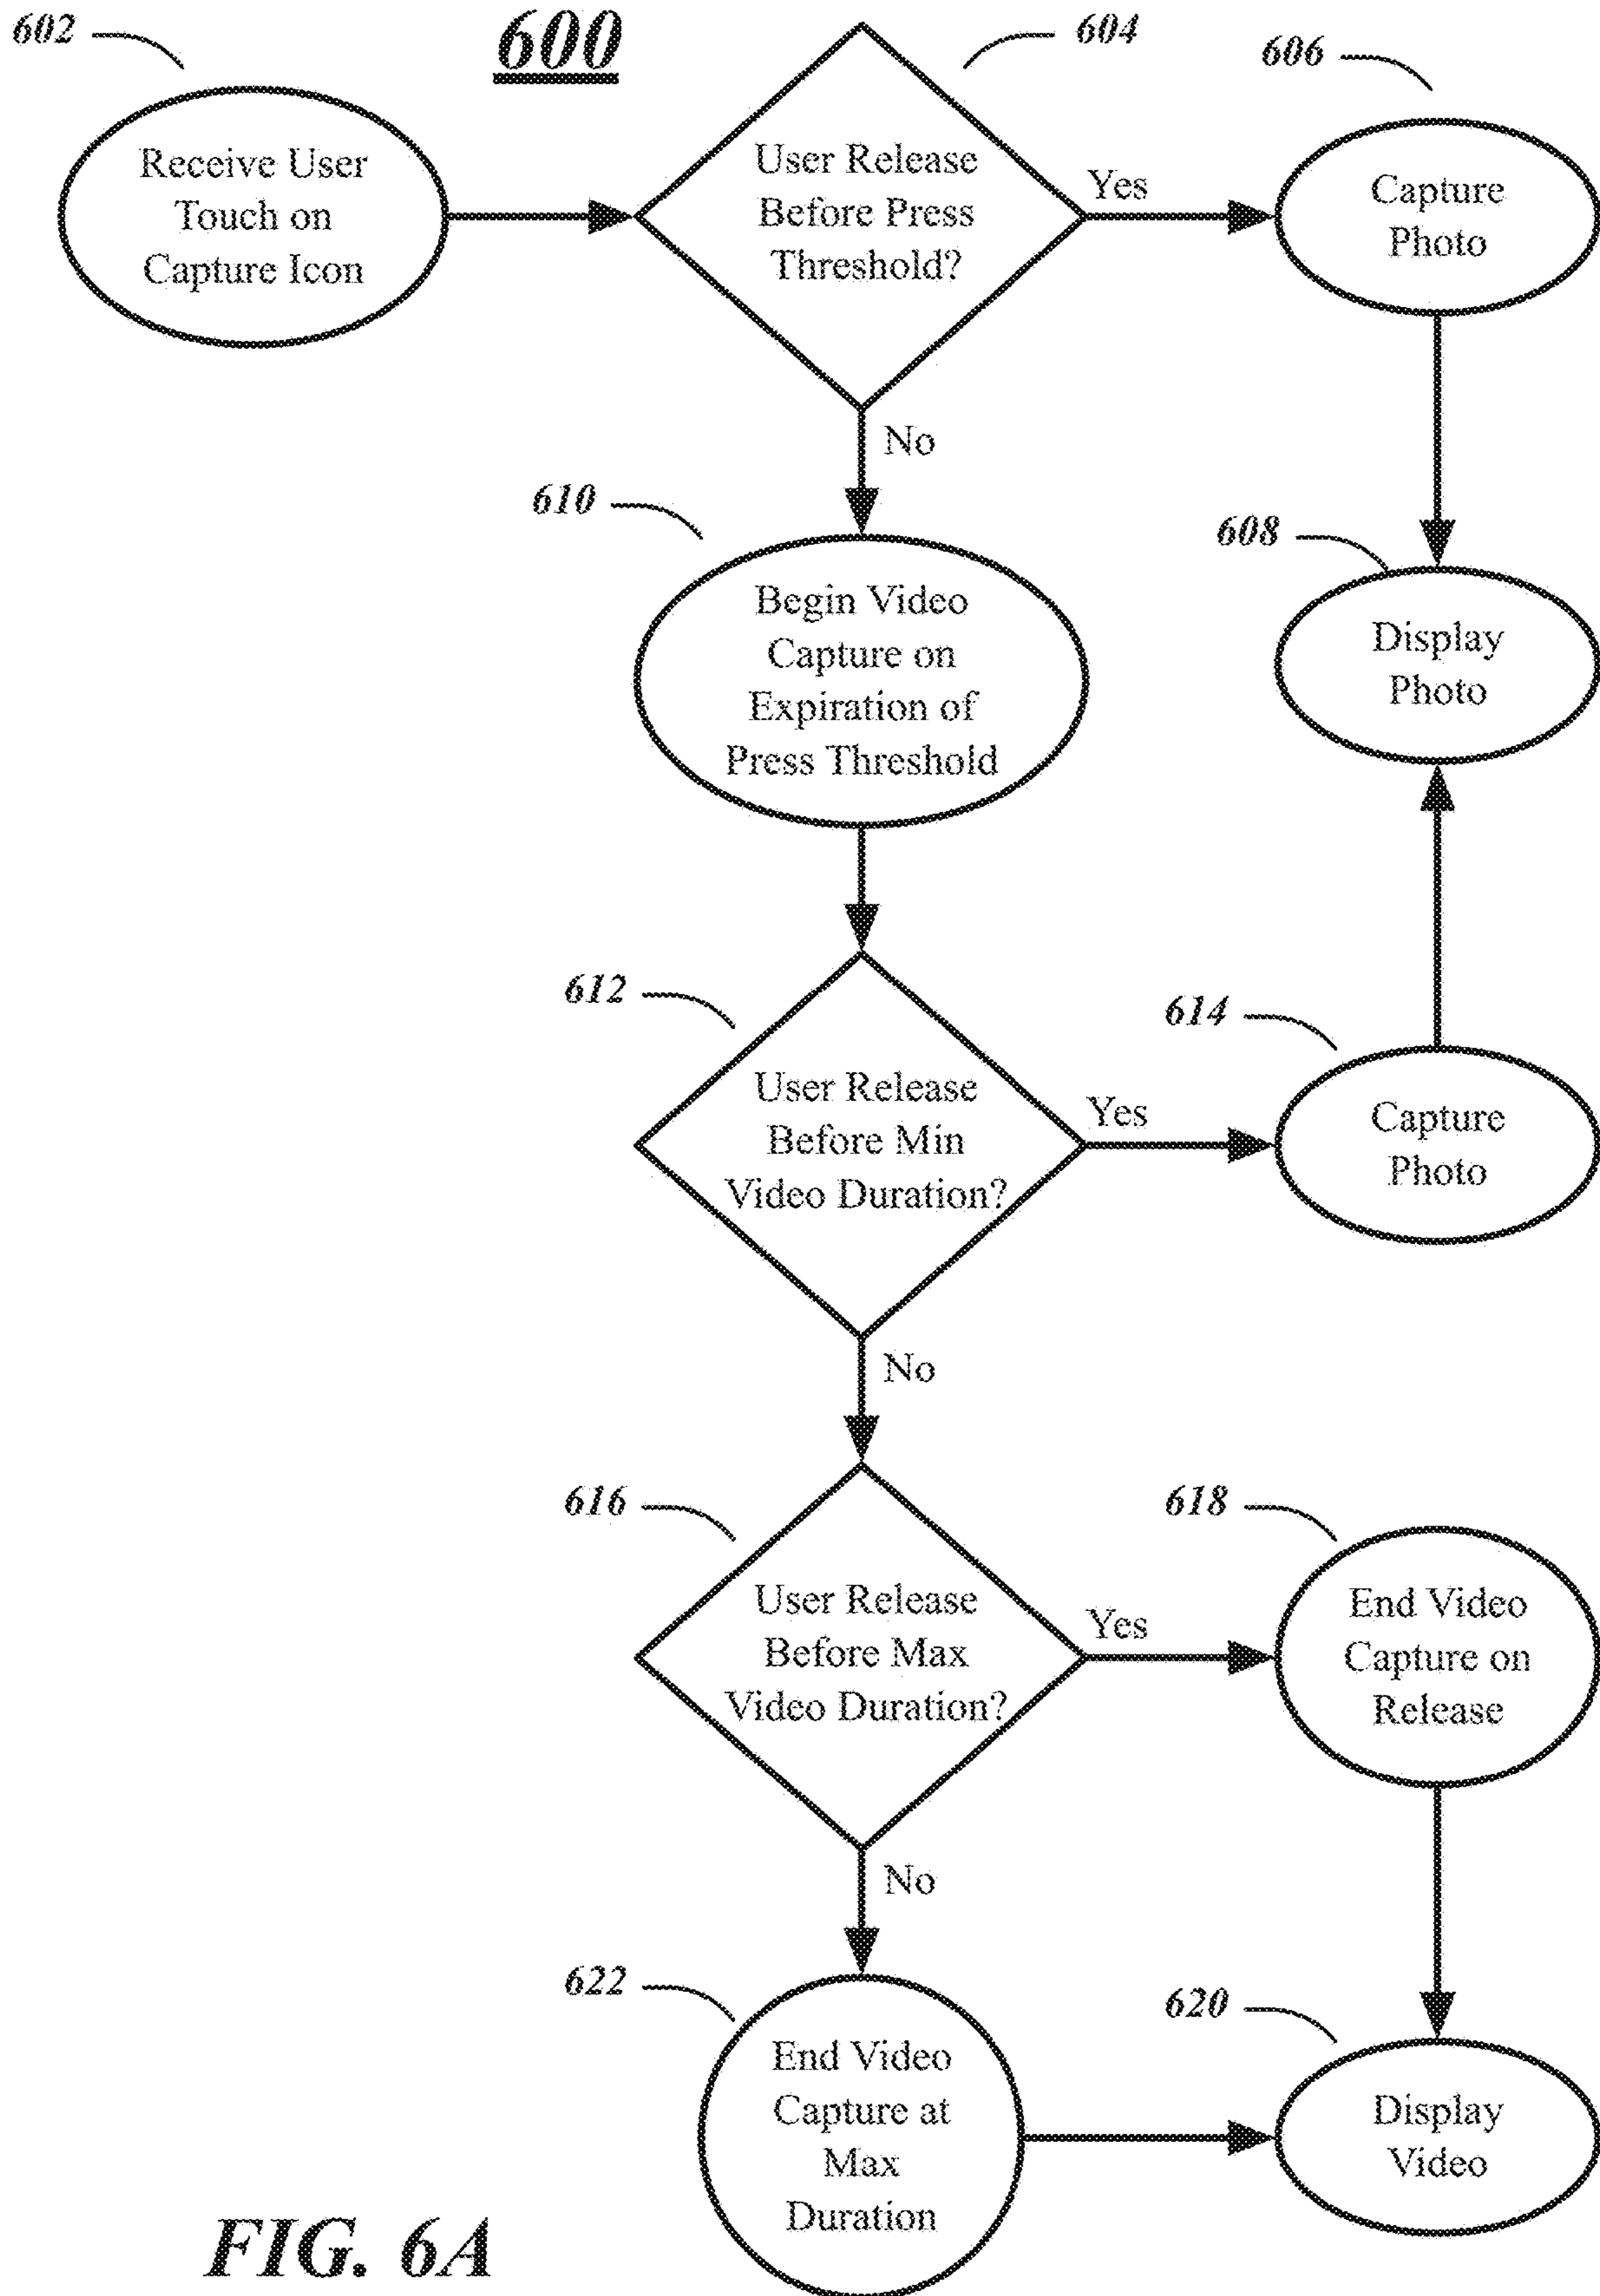 602
600
604
606
Receive User
Touch on
Capture Icon
User Release
Before Press
Threshold?
Yes
Capture
Photo
No
610
608
Begin Video
Capture on
Expiration of
Press Threshold
Display
Photo
612
614
User Release
Before Min
Video Duration?
Yes
Capture
Photo
No
616
618
User Release
Before Max
Video Duration?
Yes
End Video
Capture on
Release
No
622
620
End Video
Capture at
Max
Duration
Display
Video
FIG. 6A